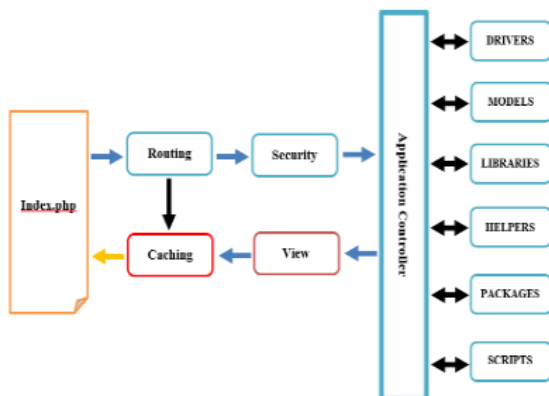 DRIVERS
MODELS
Routing
Security
LIBRARIES
Index.php
Application Controller
HELPERS
Caching
View
PACKAGES
SCRIPTS